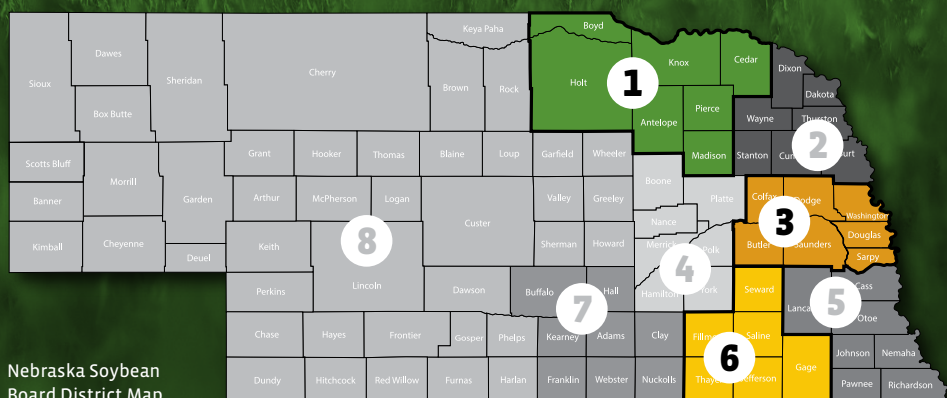 Keya Paha
Boyd
Dawes
Cherry
Knox
Cedar
Sioux
Sheridan
Holt
1
Dixon
Brown
Rock
Dakota
Box Butte
Pierce
Antelope
Wayne
Thurston
2
Grant
Hooker
Thomas
Blaine
Loup
Garfield
Wheeler
Madison
Stanton
Scotts Bluff
Morrill
Boone
Banner
Garden
Arthur
McPherson
Logan
Valley
Greeley
Platte
Colfax
Dodge
Washington
Custer
Nance
3
Kimball
Cheyenne
Keith
8
Sherman
Howard
Merrick
Polk
Butler
Saunders
Douglas
Deuel
4
Sarpy
Perkins
Lincoln
Dawson
Buffalo
Hall
Hamilton
York
Seward
5
Cass
7
Otoe
Chase
Hayes
Frontier
Gosper
Phelps
Kearney
Adams
Clay
Saline
6
Johnson
Nemaha
Gage
Dundy
Hitchcock
Red Willow
Furnas
Harlan
Franklin
Webster
Nuckolls
Thayer
Jefferson
Pawnee
Richardson
Nebraska Soybean
Board District Map